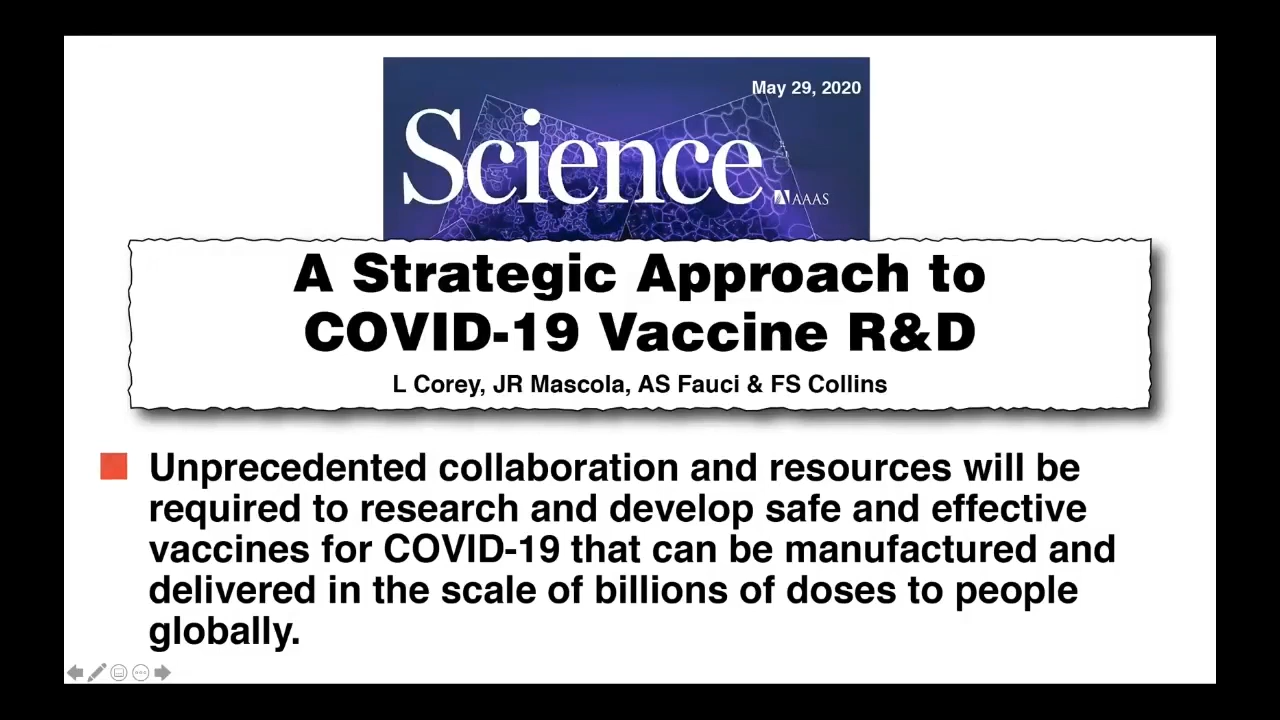 May 29, 2020
Science
AAAS
A Strategic Approach to
COVID-19 Vaccine R&D
L Corey, JR Mascola, AS Fauci & FS Collins
Unprecedented collaboration and resources will be
required to research and develop safe and effective
vaccines for COVID-19 that can be manufactured and
delivered in the scale of billions of doses to people
globally.